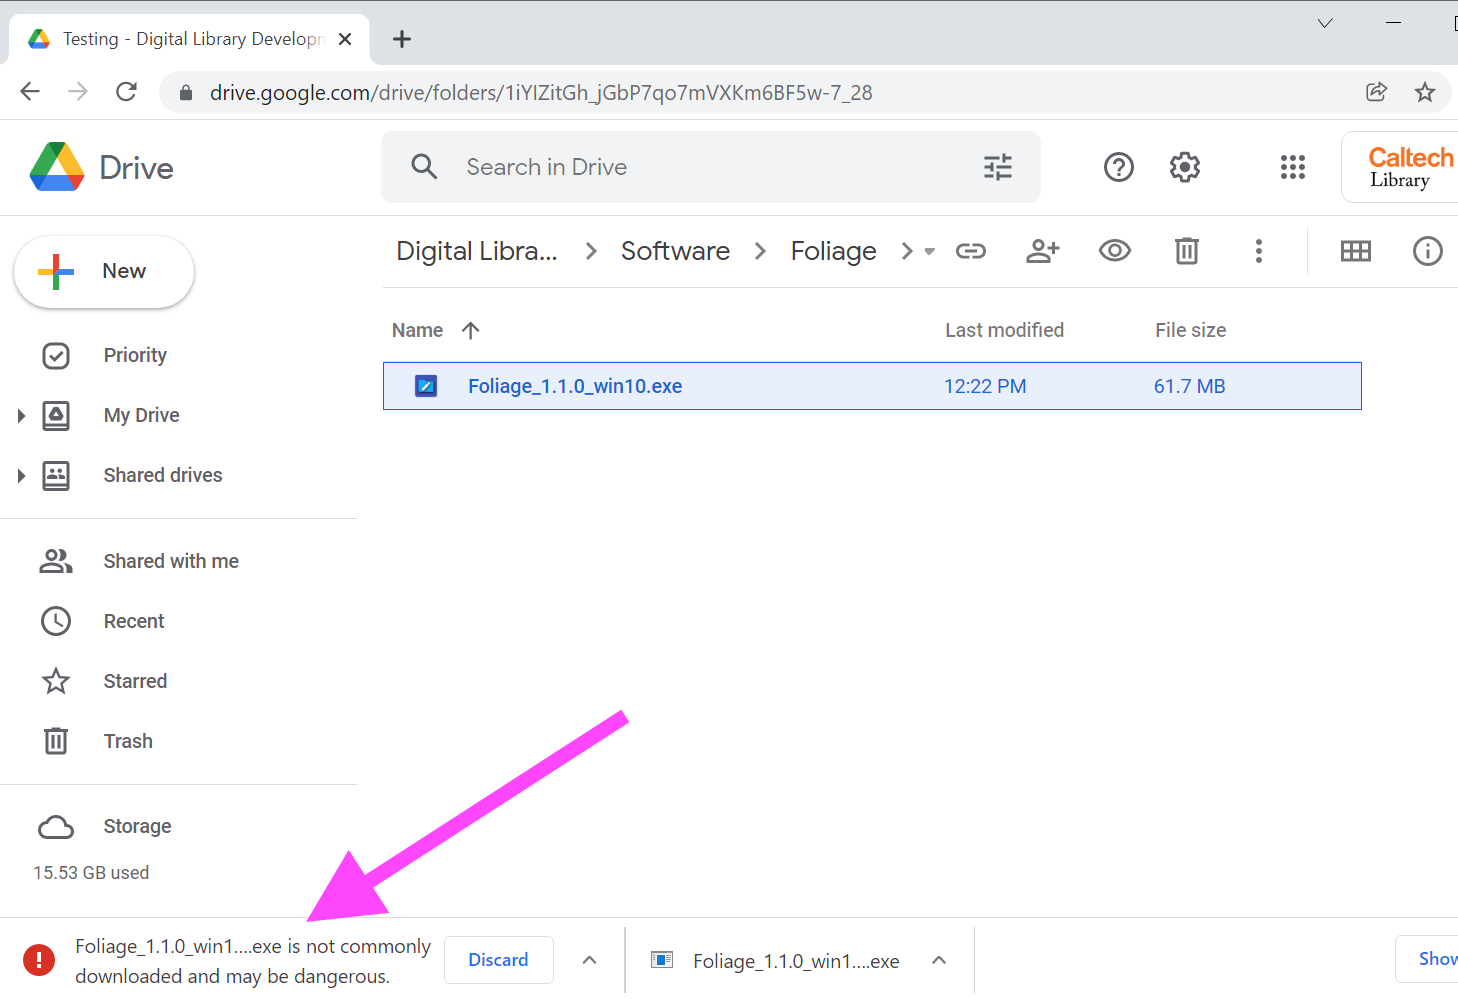 Testing - Digital Library Developm
drive.google.com/drive/folders/1iYIZitGh_jGbP7qo7mVXKm6BF5w-7_28
Drive
Search in Drive
Caltech
Library
New
Digital Libra... Software Foliage
Name Last modified File size
Foliage_1.1.0_win10.exe 12:22 PM 61.7 MB
Priority
My Drive
Shared drives
Shared with me
Recent
Starred
Trash
Storage
15.53 GB used
Foliage_1.1.0_win1....exe is not commonly
downloaded and may be dangerous.
Discard
Foliage_1.1.0_win1....exe
Show